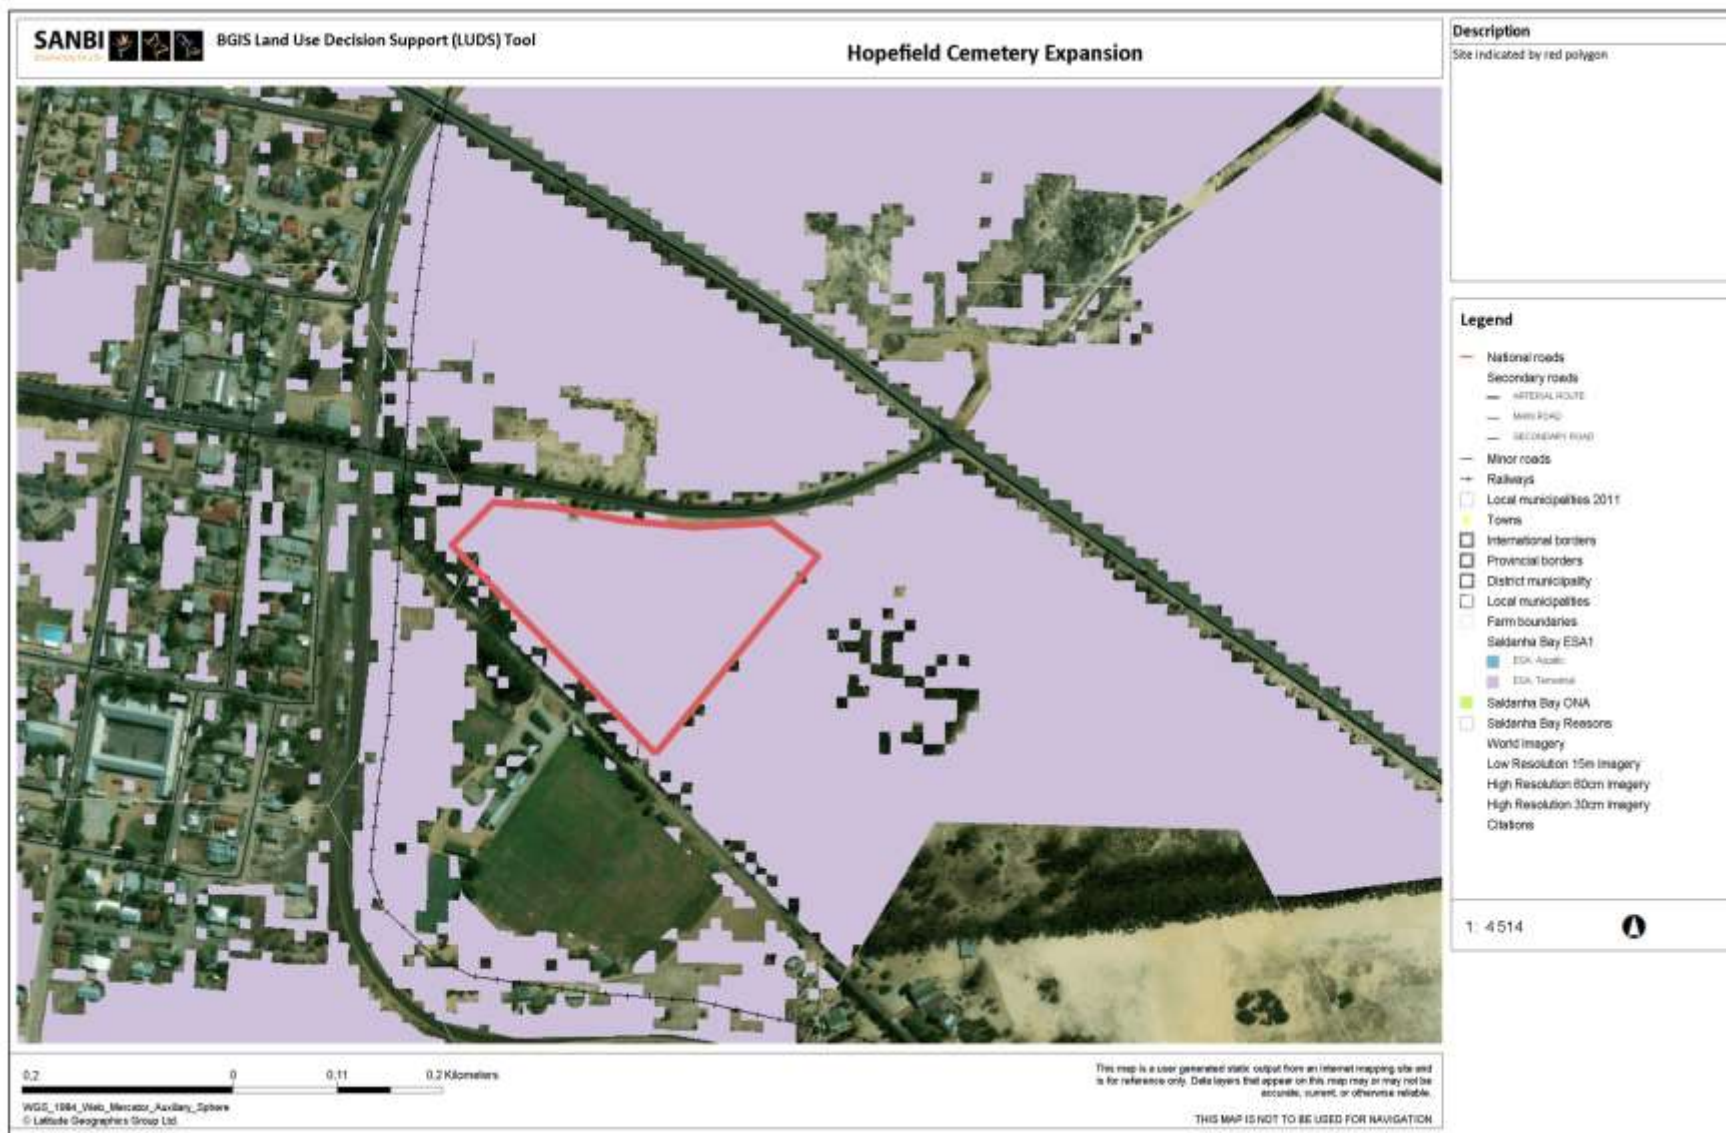 SANBI
BGIS Land Use Decision Support (LUDS) Tool
Hopefield Cemetery Expansion
Description
Site indicated by red polygon
Legend
National roads
Secondary roads
ARTERIAL ROUTE
MAIN ROAD
SECONDARY ROAD
Minor roads
Railways
Local municipalities 2011
Towns
International borders
Provincial borders
District municipality
Local municipalities
Farm boundaries
Saldanha Bay ESA1
ESA: Aquatic
ESA: Terrestrial
Saldanha Bay ONA
Saldanha Bay Reasons
World Imagery
Low Resolution 15m Imagery
High Resolution 60cm Imagery
High Resolution 30cm Imagery
Citations
1: 4 514
0,2 0 0,11 0,2 Kilometers
WGS_1984_Web_Mercator_Auxiliary_Sphere
© Latitude Geographics Group Ltd.
This map is a user generated static output from an Internet mapping site and
is for reference only. Data layers that appear on this map may or may not be
accurate, current, or otherwise reliable.
THIS MAP IS NOT TO BE USED FOR NAVIGATION